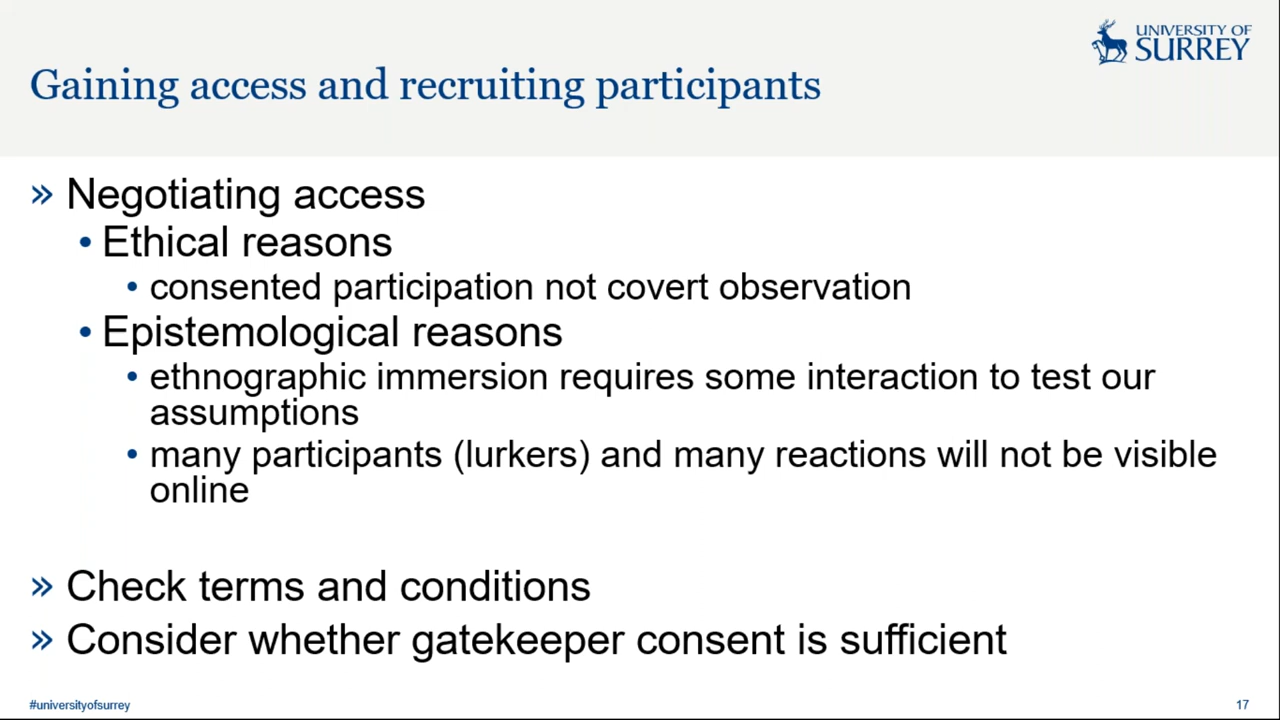 UNIVERSITY OF
SURREY
Gaining access and recruiting participants
» Negotiating access
• Ethical reasons
• consented participation not covert observation
• Epistemological reasons
• ethnographic immersion requires some interaction to test our
assumptions
• many participants (lurkers) and many reactions will not be visible
online
» Check terms and conditions
» Consider whether gatekeeper consent is sufficient
#universityofsurrey
17